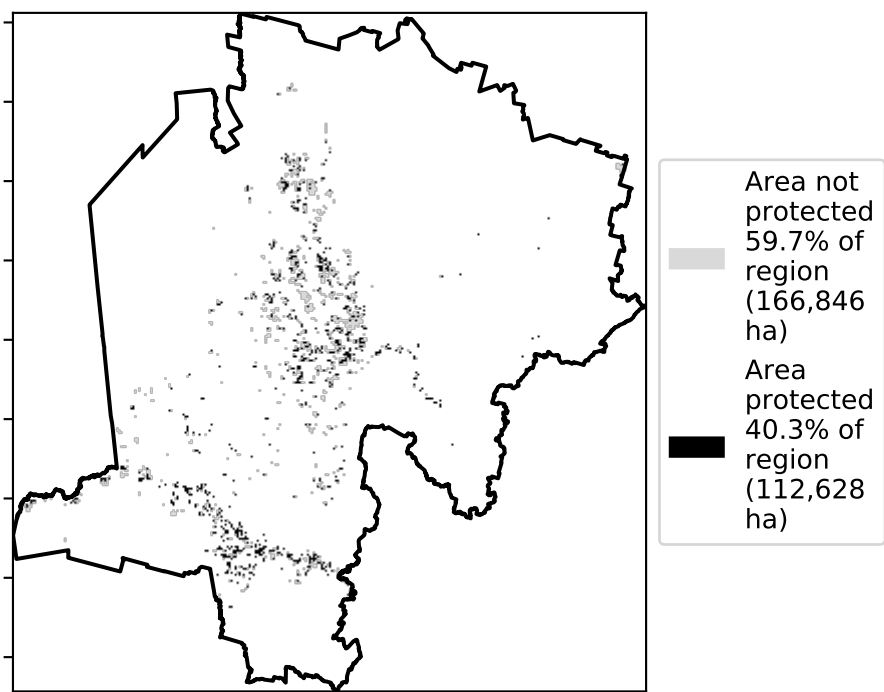 Area not
protected
59.7% of
region
(166,846
ha)
Area
protected
40.3% of
region
(112,628
ha)